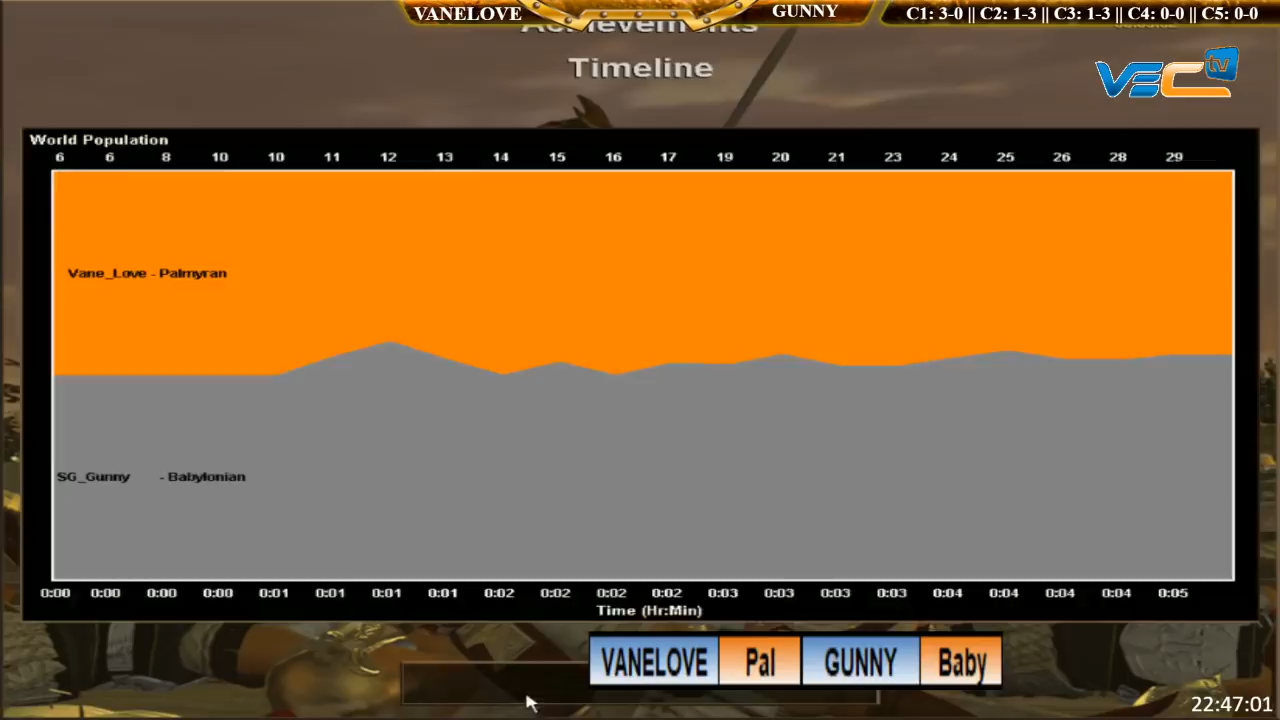 VANELOVE GUNNY C1: 3-0 || C2: 1-3 || C3: 1-3 || C4: 0-0 || C5: 0-0
Achievements
Timeline
VEC tv
World Population
6 6 8 10 10 11 12 13 14 15 16 17 19 20 21 23 24 25 26 28 29
Vane_Love - Palmyran
SG_Gunny - Babylonian
0:00 0:00 0:00 0:00 0:01 0:01 0:01 0:01 0:02 0:02 0:02 0:02 0:03 0:03 0:03 0:03 0:04 0:04 0:04 0:04 0:05
Time (Hr:Min)
VANELOVE Pal GUNNY Baby
22:47:01